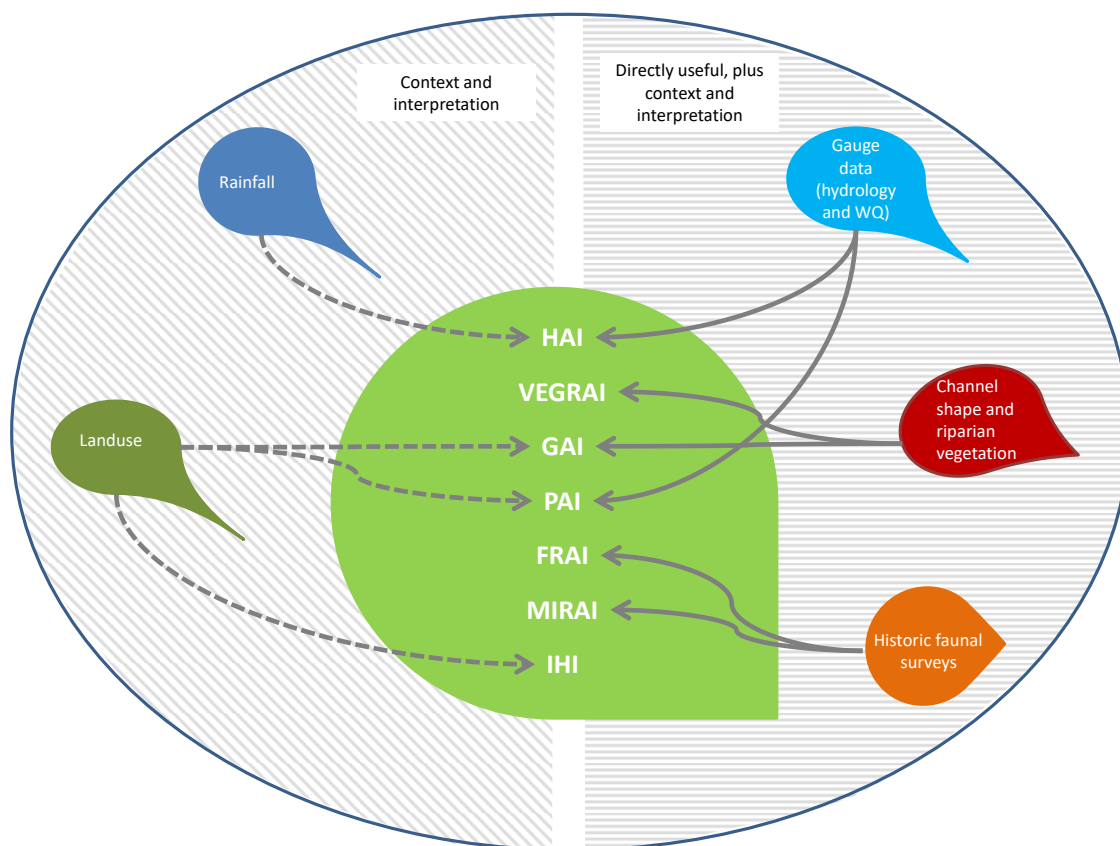 Context and
interpretation
Directly useful, plus
context and
interpretation
Rainfall
Gauge
data
(hydrology
and WQ)
HAI
VEGRAI
GAI
PAI
FRAI
MIRAI
IHI
Landuse
Channel
shape and
riparian
vegetation
Historic faunal
surveys